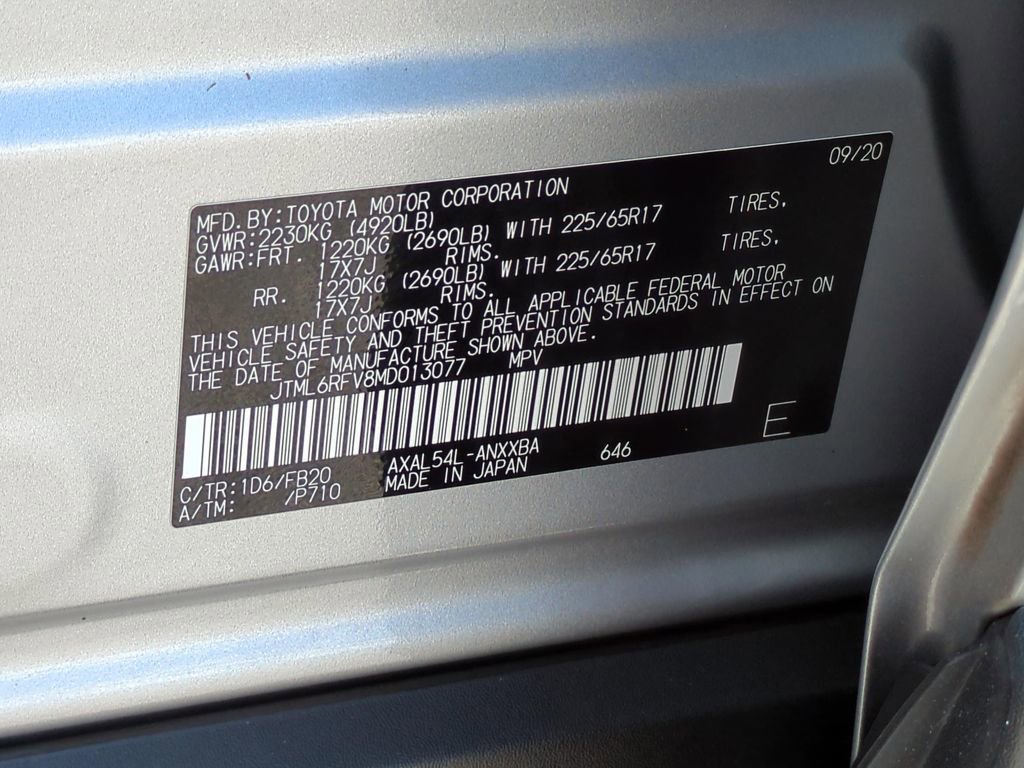 09/20
MFD. BY: TOYOTA MOTOR CORPORATION
GVWR: 2230KG (4920LB)
GAWR: FRT. 1220KG (2690LB) WITH 225/65R17 TIRES,
17X7J RIMS.
RR. 1220KG (2690LB) WITH 225/65R17 TIRES,
17X7J RIMS.
THIS VEHICLE CONFORMS TO ALL APPLICABLE FEDERAL MOTOR
VEHICLE SAFETY AND THEFT PREVENTION STANDARDS IN EFFECT ON
THE DATE OF MANUFACTURE SHOWN ABOVE.
JTML6RFV8MD013077 MPV
E
C/TR: 1D6/FB20 AXAL54L-ANXXBA 646
A/TM: /P710 MADE IN JAPAN